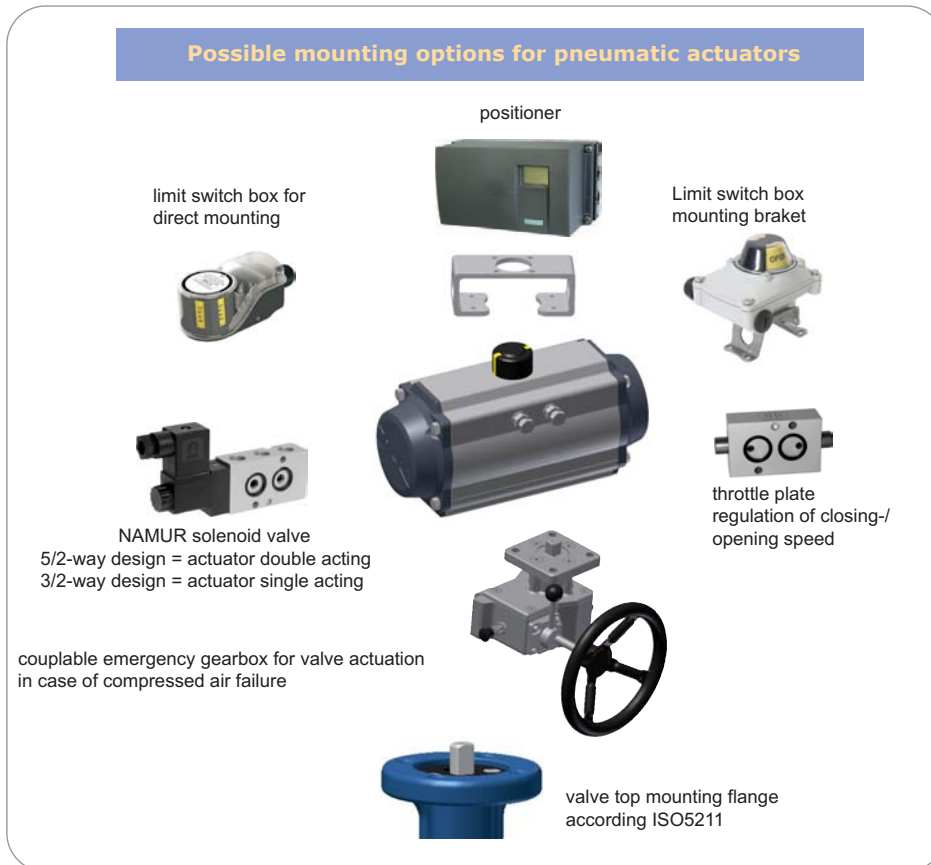 Possible mounting options for pneumatic actuators
positioner
limit switch box for
direct mounting
Limit switch box
mounting braket
OPEN
NAMUR solenoid valve
5/2-way design = actuator double acting
3/2-way design = actuator single acting
throttle plate
regulation of closing-/
opening speed
couplable emergency gearbox for valve actuation
in case of compressed air failure
valve top mounting flange
according ISO5211